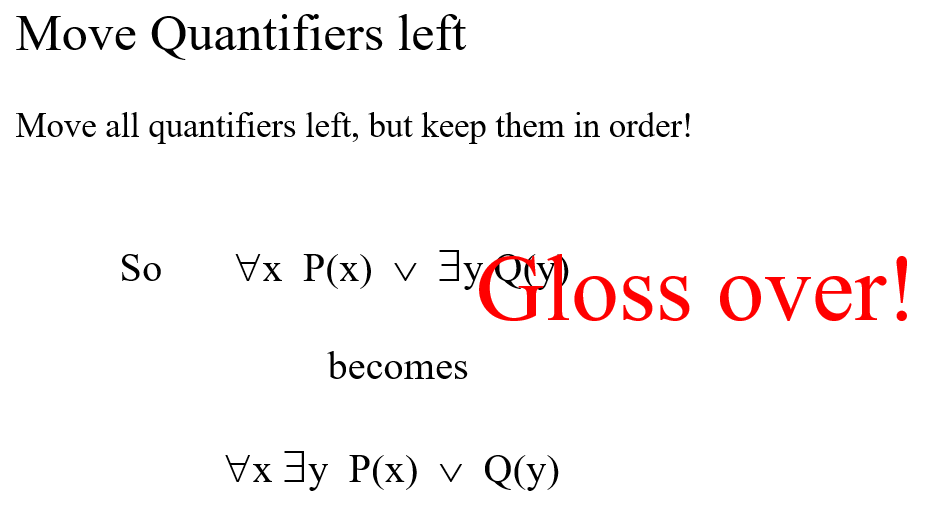 Move Quantifiers left
Move all quantifiers left, but keep them in order!
So ∀x P(x) ∨ ∃y Q(y)
Gloss over!
becomes
∀x ∃y P(x) ∨ Q(y)